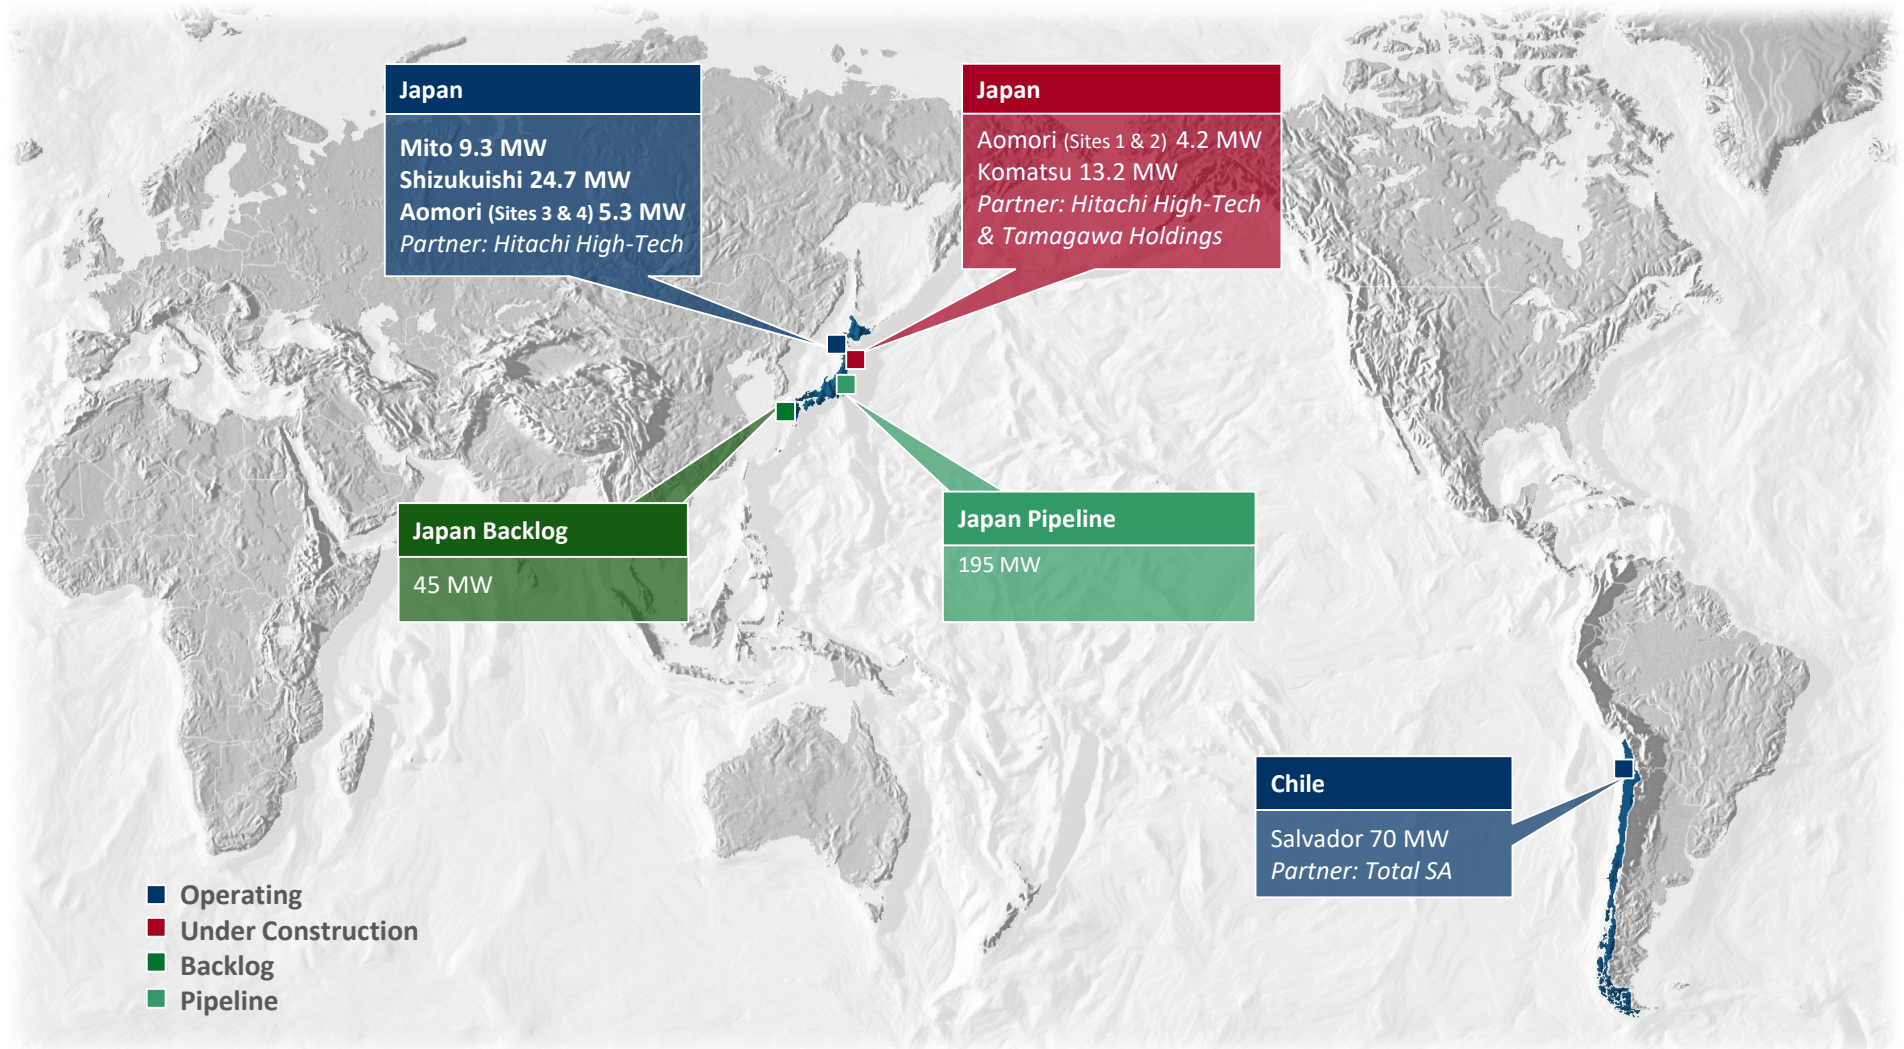 Japan
Mito 9.3 MW
Shizukuishi 24.7 MW
Aomori (Sites 3 & 4) 5.3 MW
Partner: Hitachi High-Tech
Japan
Aomori (Sites 1 & 2) 4.2 MW
Komatsu 13.2 MW
Partner: Hitachi High-Tech
& Tamagawa Holdings
Japan Backlog
45 MW
Japan Pipeline
195 MW
Chile
Salvador 70 MW
Partner: Total SA
Operating
Under Construction
Backlog
Pipeline